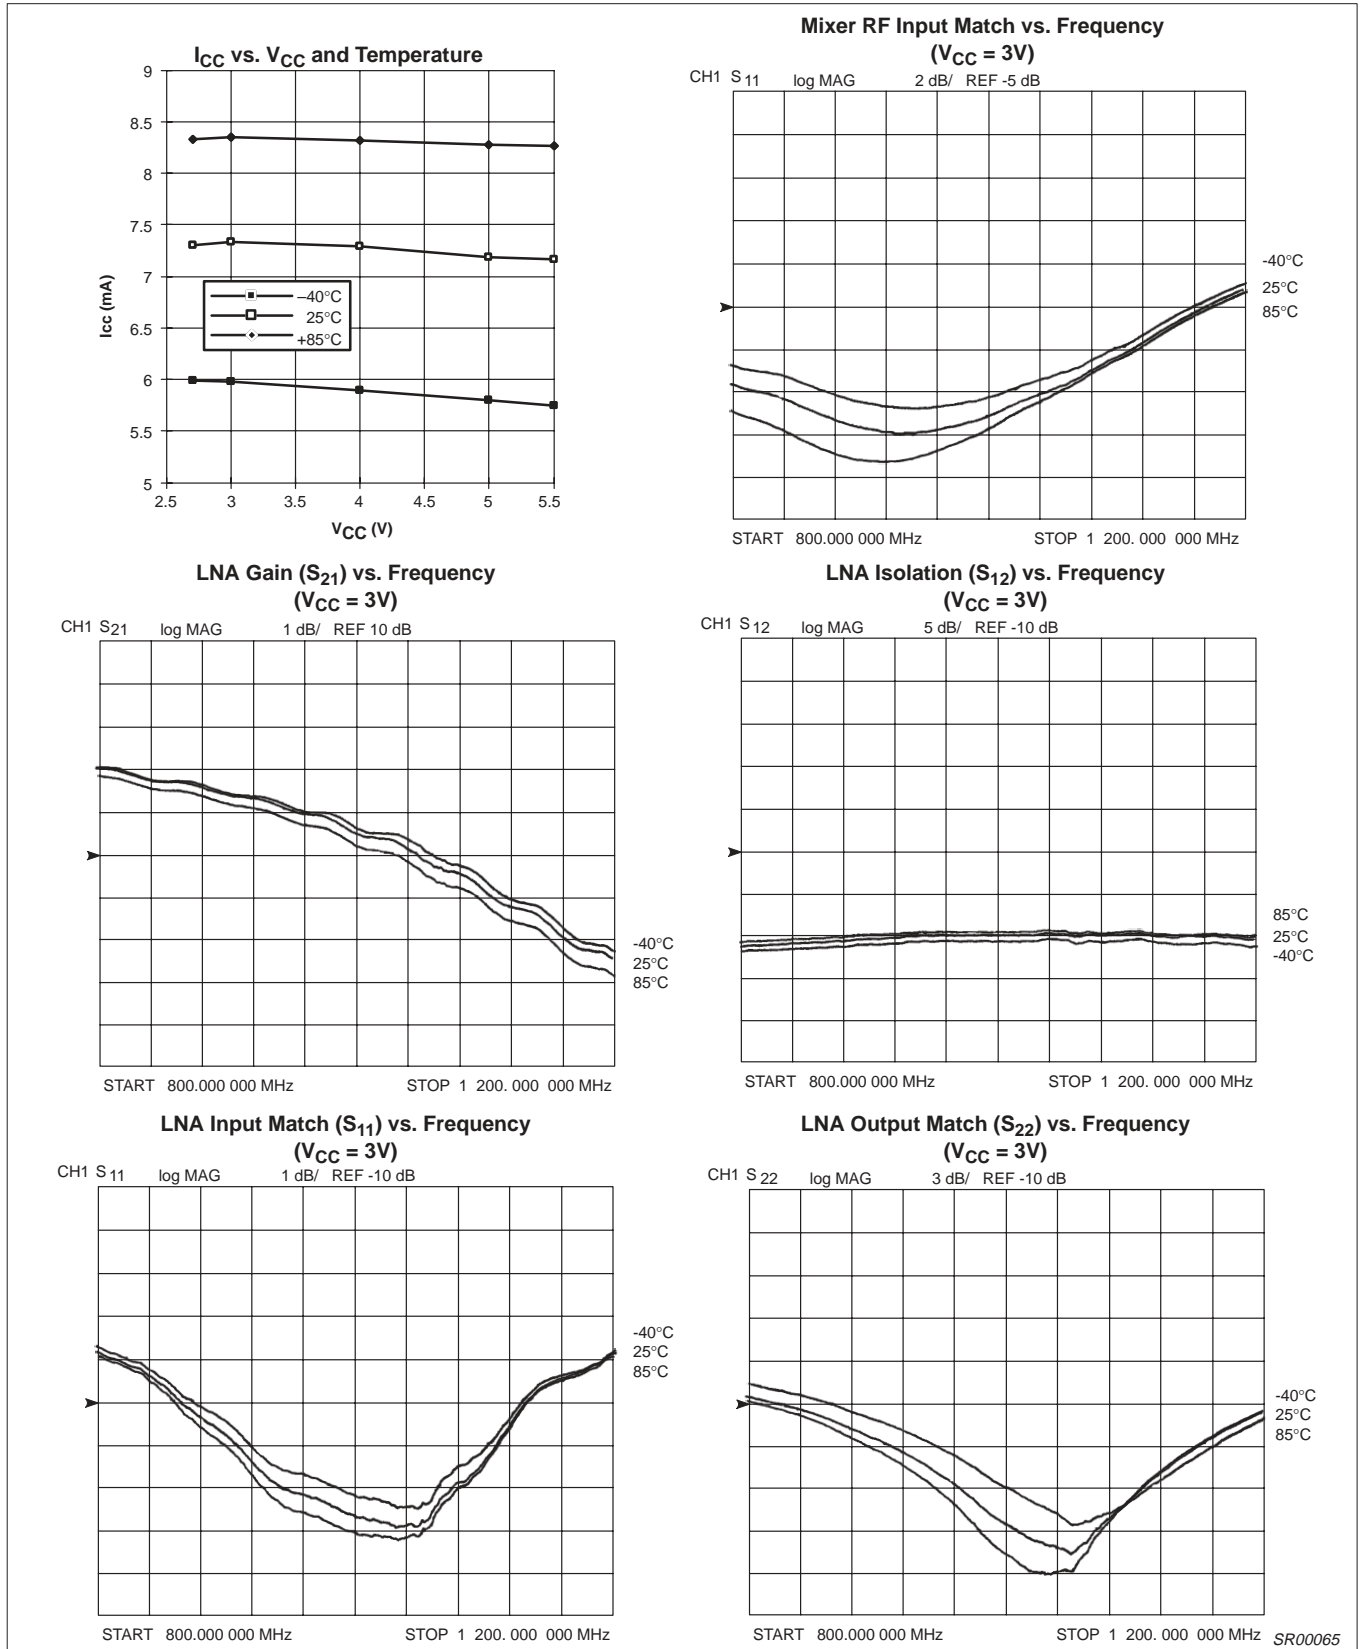 ICC vs. VCC and Temperature
9
8.5
8
7.5
7
6.5
6
5.5
5
Icc (mA)
–40°C
25°C
+85°C
2.5 3 3.5 4 4.5 5 5.5
VCC (V)
Mixer RF Input Match vs. Frequency
(VCC = 3V)
CH1 S11 log MAG 2 dB/ REF -5 dB
-40°C
25°C
85°C
START 800.000 000 MHz STOP 1 200. 000 000 MHz
LNA Gain (S21) vs. Frequency
(VCC = 3V)
CH1 S21 log MAG 1 dB/ REF 10 dB
-40°C
25°C
85°C
START 800.000 000 MHz STOP 1 200. 000 000 MHz
LNA Isolation (S12) vs. Frequency
(VCC = 3V)
CH1 S12 log MAG 5 dB/ REF -10 dB
85°C
25°C
-40°C
START 800.000 000 MHz STOP 1 200. 000 000 MHz
LNA Input Match (S11) vs. Frequency
(VCC = 3V)
CH1 S11 log MAG 1 dB/ REF -10 dB
-40°C
25°C
85°C
START 800.000 000 MHz STOP 1 200. 000 000 MHz
LNA Output Match (S22) vs. Frequency
(VCC = 3V)
CH1 S22 log MAG 3 dB/ REF -10 dB
-40°C
25°C
85°C
START 800.000 000 MHz STOP 1 200. 000 000 MHz
SR00065